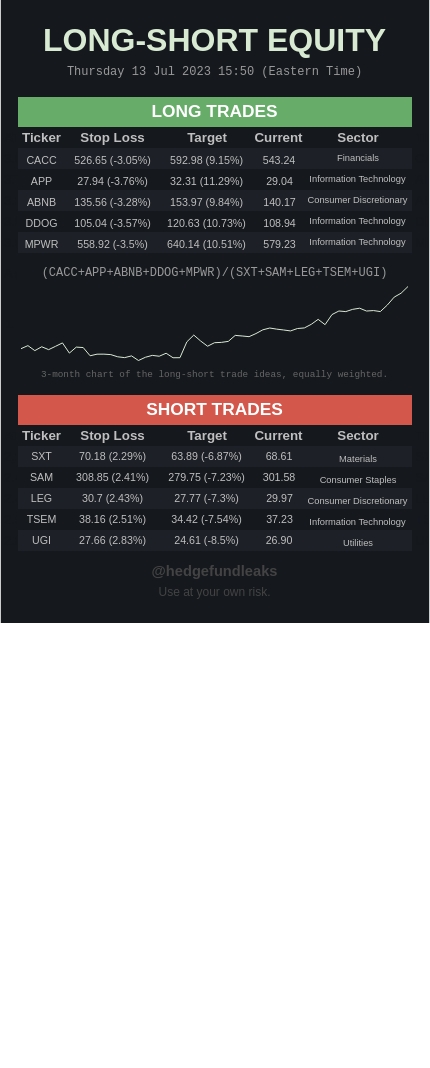 LONG-SHORT EQUITY
Thursday 13 Jul 2023 15:50 (Eastern Time)
LONG TRADES
Ticker Stop Loss Target Current Sector
CACC 526.65 (-3.05%) 592.98 (9.15%) 543.24 Financials
APP 27.94 (-3.76%) 32.31 (11.29%) 29.04 Information Technology
ABNB 135.56 (-3.28%) 153.97 (9.84%) 140.17 Consumer Discretionary
DDOG 105.04 (-3.57%) 120.63 (10.73%) 108.94 Information Technology
MPWR 558.92 (-3.5%) 640.14 (10.51%) 579.23 Information Technology
(CACC+APP+ABNB+DDOG+MPWR)/(SXT+SAM+LEG+TSEM+UGI)
3-month chart of the long-short trade ideas, equally weighted.
SHORT TRADES
Ticker Stop Loss Target Current Sector
SXT 70.18 (2.29%) 63.89 (-6.87%) 68.61 Materials
SAM 308.85 (2.41%) 279.75 (-7.23%) 301.58 Consumer Staples
LEG 30.7 (2.43%) 27.77 (-7.3%) 29.97 Consumer Discretionary
TSEM 38.16 (2.51%) 34.42 (-7.54%) 37.23 Information Technology
UGI 27.66 (2.83%) 24.61 (-8.5%) 26.90 Utilities
@hedgefundleaks
Use at your own risk.